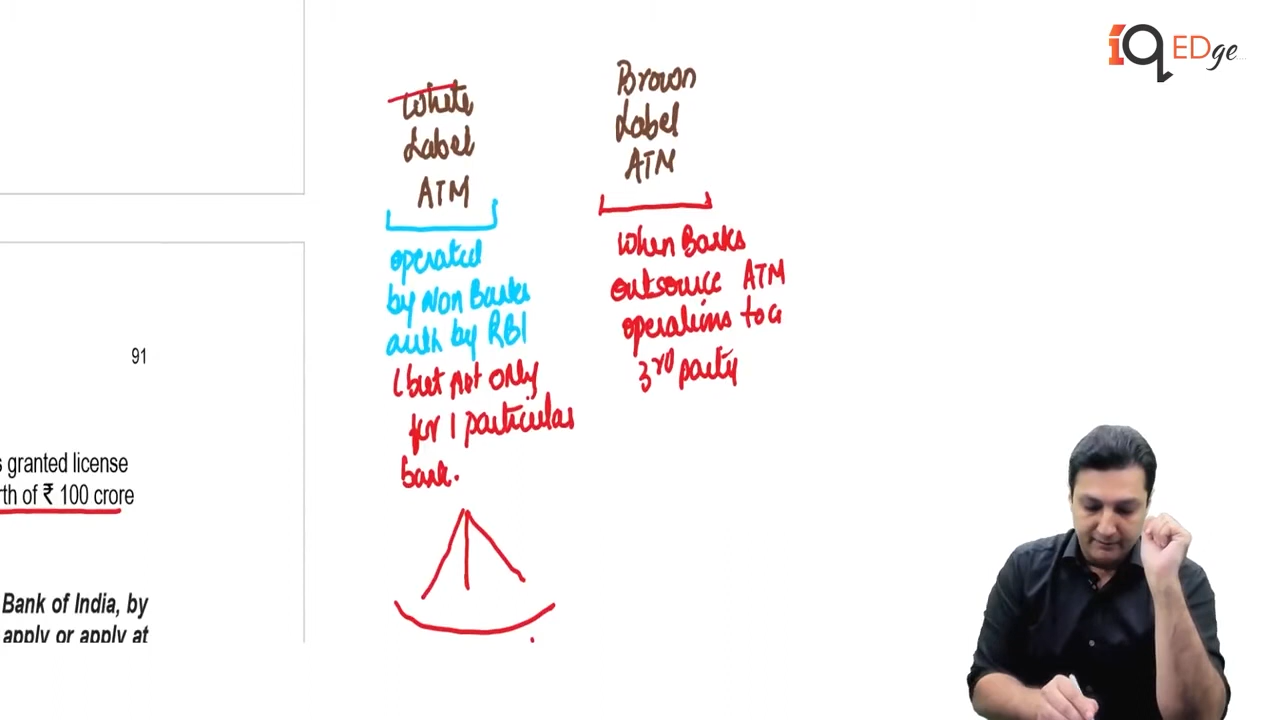 iQ EDge
White
Label
ATM
operated
by Non Banks
auth by RBI
(but not only
for 1 particular
bank.
Brown
Label
ATM
When Banks
outsource ATM
operations to a
3rd party
91
s granted license
rth of ₹ 100 crore
Bank of India, by
apply or apply at